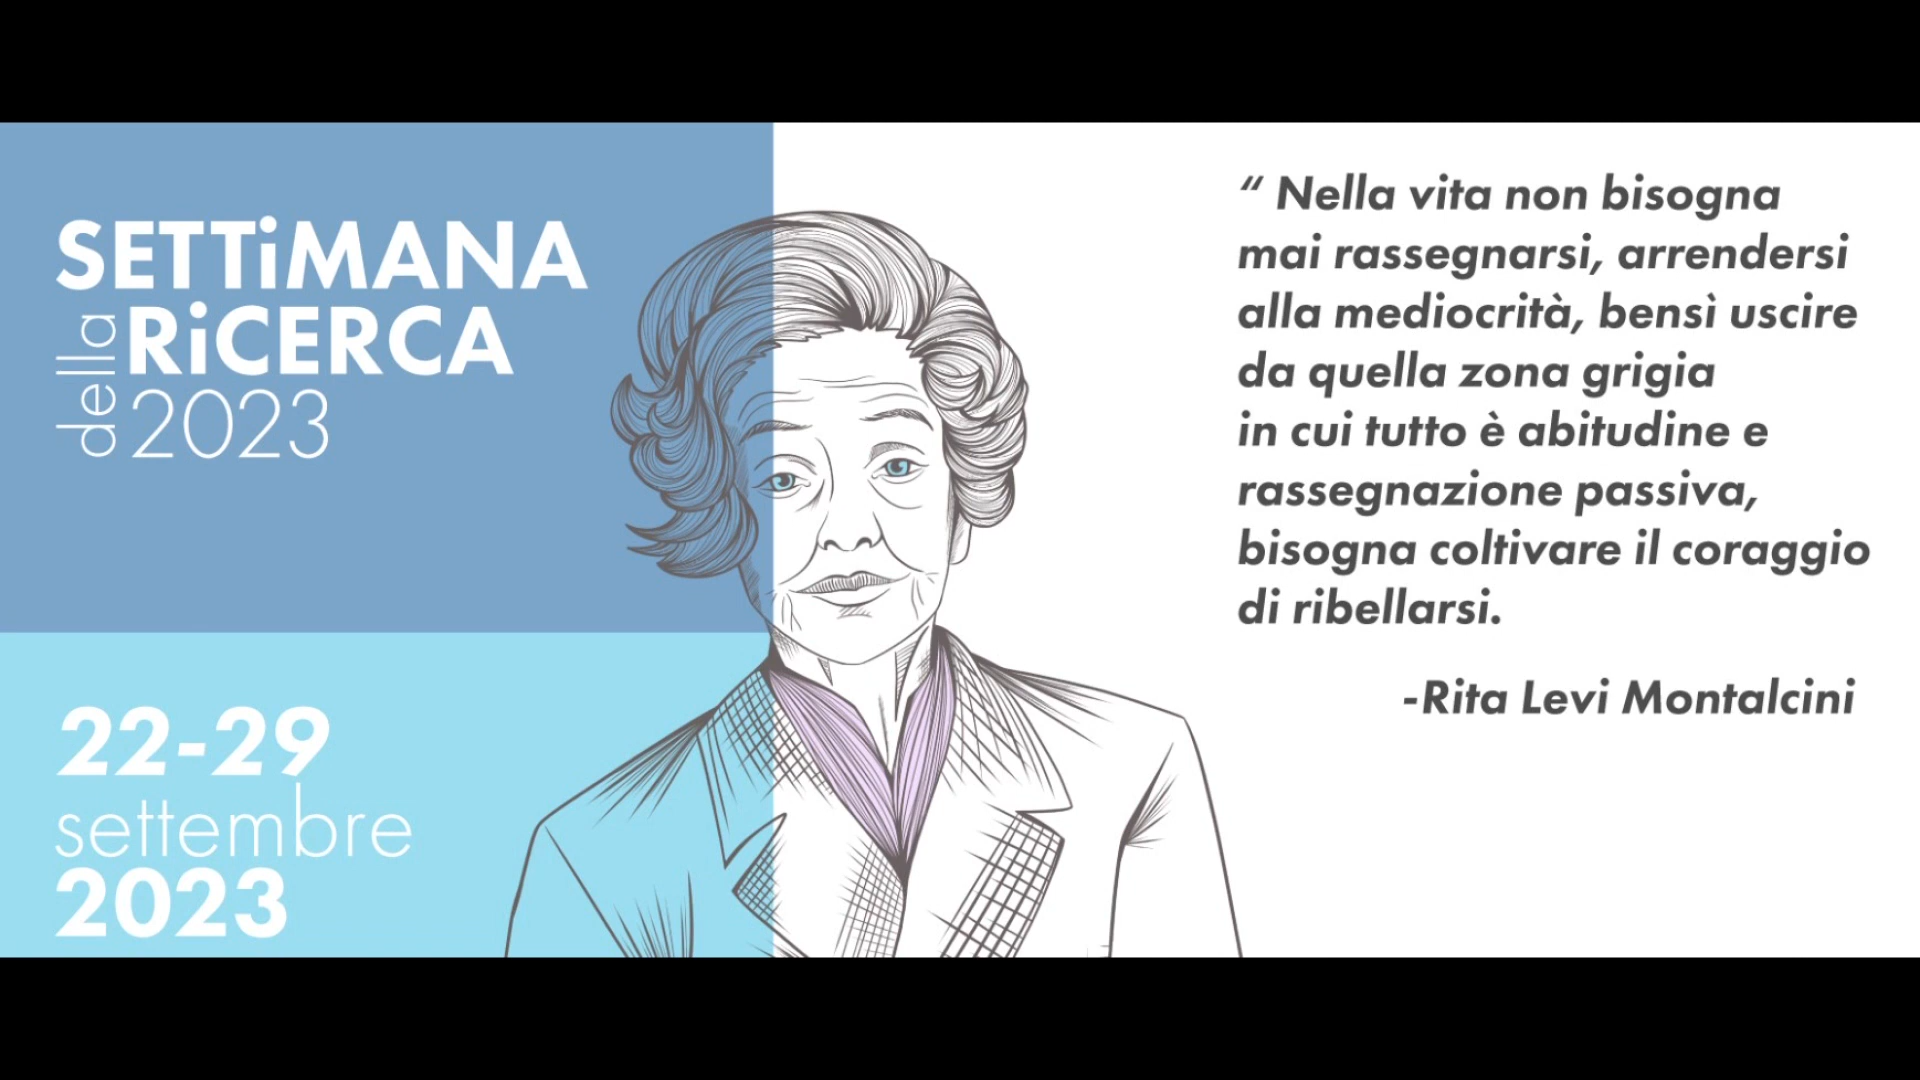 SETTiMANA
della RiCERCA
2023
22-29
settembre
2023
“ Nella vita non bisogna
mai rassegnarsi, arrendersi
alla mediocrità, bensì uscire
da quella zona grigia
in cui tutto è abitudine e
rassegnazione passiva,
bisogna coltivare il coraggio
di ribellarsi.
-Rita Levi Montalcini